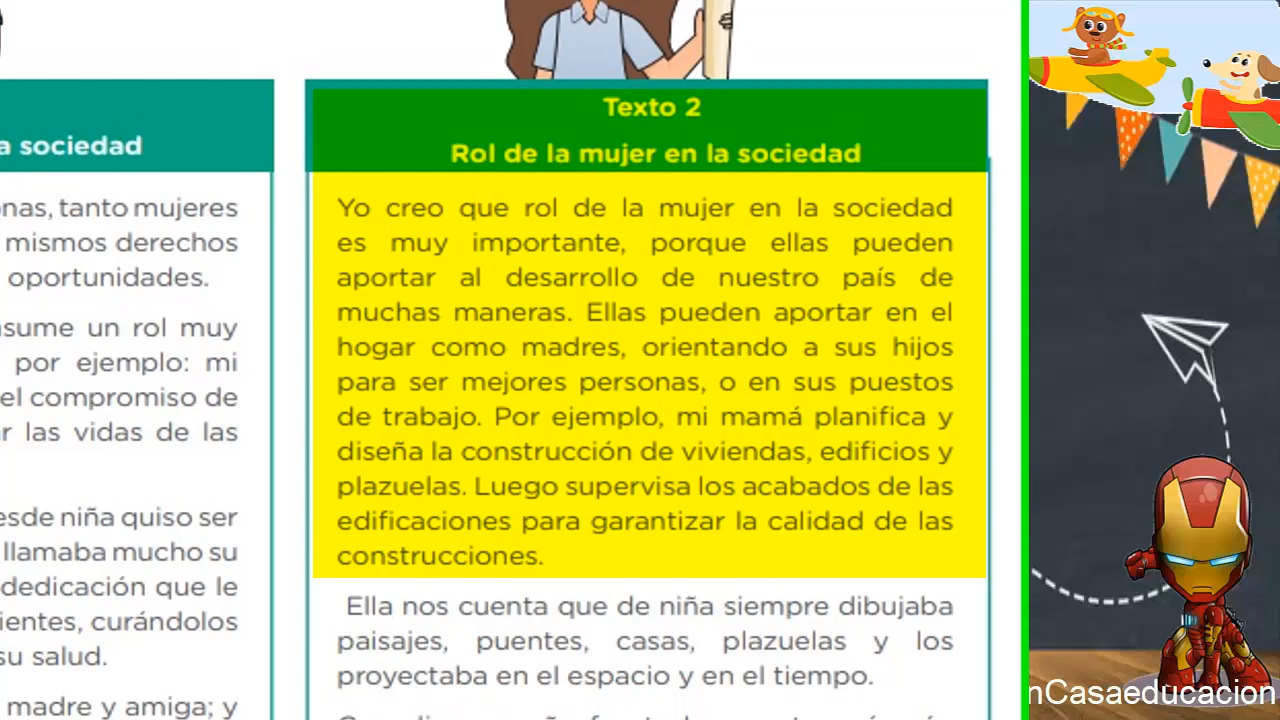 a sociedad
nas, tanto mujeres
mismos derechos
oportunidades.
sume un rol muy
por ejemplo: mi
el compromiso de
r las vidas de las
esde niña quiso ser
llamaba mucho su
dedicación que le
ientes, curándolos
su salud.
madre y amiga; y
Texto 2
Rol de la mujer en la sociedad
Yo creo que rol de la mujer en la sociedad
es muy importante, porque ellas pueden
aportar al desarrollo de nuestro país de
muchas maneras. Ellas pueden aportar en el
hogar como madres, orientando a sus hijos
para ser mejores personas, o en sus puestos
de trabajo. Por ejemplo, mi mamá planifica y
diseña la construcción de viviendas, edificios y
plazuelas. Luego supervisa los acabados de las
edificaciones para garantizar la calidad de las
construcciones.
Ella nos cuenta que de niña siempre dibujaba
paisajes, puentes, casas, plazuelas y los
proyectaba en el espacio y en el tiempo.
nCasaeducacion